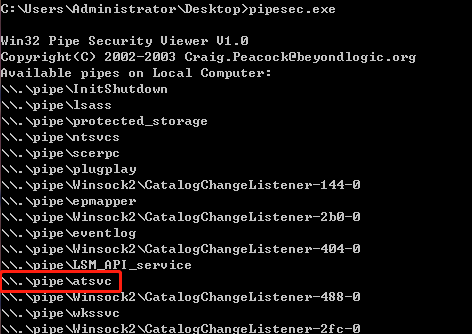 C:\Users\Administrator\Desktop>pipesec.exe
Win32 Pipe Security Viewer V1.0
Copyright(C) 2002-2003 Craig.Peacock@beyondlogic.org
Available pipes on Local Computer:
\\.\pipe\InitShutdown
\\.\pipe\lsass
\\.\pipe\protected_storage
\\.\pipe\ntsvcs
\\.\pipe\scerpc
\\.\pipe\plugplay
\\.\pipe\Winsock2\CatalogChangeListener-144-0
\\.\pipe\epmapper
\\.\pipe\Winsock2\CatalogChangeListener-2b0-0
\\.\pipe\eventlog
\\.\pipe\Winsock2\CatalogChangeListener-404-0
\\.\pipe\LSM_API_service
\\.\pipe\atsvc
\\.\pipe\Winsock2\CatalogChangeListener-488-0
\\.\pipe\wkssvc
\\.\pipe\Winsock2\CatalogChangeListener-2fc-0